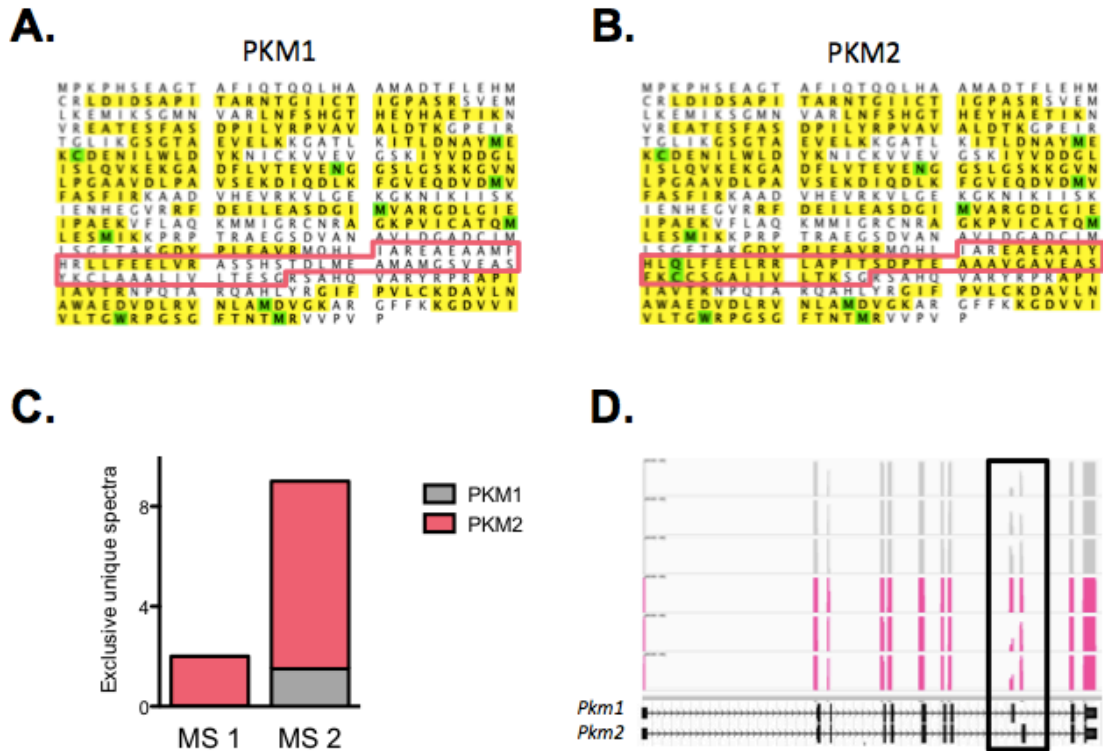 A.
PKM1
MPKPHSEAGT AFIQTQQLHA AMADTFLEHM
CRLDIDSAPI TARNTGIICT IGPASRSVEM
LKEMIKSGMN VARLNFSHGT HEYHAETIKN
VREATESFAS DPILYRPVAV ALDTKGPEIR
TGLIKGSGTA EVELKKGATL KITLDNAYME
KCDENILWLD YKNICKVVEV GSKIYVDDGL
ISLQVKEKGA DFLVTEVENG GSLGSKKGVN
LPGAAVDLPA VSEKDIQDLK FGVEQDVDMV
FASFIRKAAD VHEVRKVLGE KGKNIKIISK
IENHEGVRRF DEILEASDGI MVARGDLGIE
IPAEKVFLAQ KMMIGRCNRA GKPVICATQM
LESMIKKPRP TRAEGSDVAN AVLDGADCIM
ISGETAKGDY PLEAVRMQHL IAREAEAAMF
HRLLFEELVR ASSHSTDLME AMAMGSVEAS
YKCLAAALIV LTESGRSAHQ VARYRPRAPI
IAVTRNPQTA RQAHLYRGIF PVLCKDAVLN
AWAEDVDLRV NLAMDVGKAR GFFKKGDVVI
VLTGWRPGSG FTNTMRVVPV P
B.
PKM2
MPKPHSEAGT AFIQTQQLHA AMADTFLEHM
CRLDIDSAPI TARNTGIICT IGPASRSVEM
LKEMIKSGMN VARLNFSHGT HEYHAETIKN
VREATESFAS DPILYRPVAV ALDTKGPEIR
TGLIKGSGTA EVELKKGATL KITLDNAYME
KCDENILWLD YKNICKVVEV GSKIYVDDGL
ISLQVKEKGA DFLVTEVENG GSLGSKKGVN
LPGAAVDLPA VSEKDIQDLK FGVEQDVDMV
FASFIRKAAD VHEVRKVLGE KGKNIKIISK
IENHEGVRRF DEILEASDGI MVARGDLGIE
IPAEKVFLAQ KMMIGRCNRA GKPVICATQM
LESMIKKPRP TRAEGSDVAN AVLDGADCIM
ISGETAKGDY PLEAVRMQHL IAREAEAAIY
HLQLFEELRR LAPITSDPTE AAAVGAVEAS
FKCCSGAIIV LTKSGRSAHQ VARYRPRAPI
IAVTRNPQTA RQAHLYRGIF PVLCKDAVLN
AWAEDVDLRV NLAMDVGKAR GFFKKGDVVI
VLTGWRPGSG FTNTMRVVPV P
C.
Exclusive unique spectra
8
4
0
MS 1 MS 2
PKM1
PKM2
D.
Pkm1
Pkm2